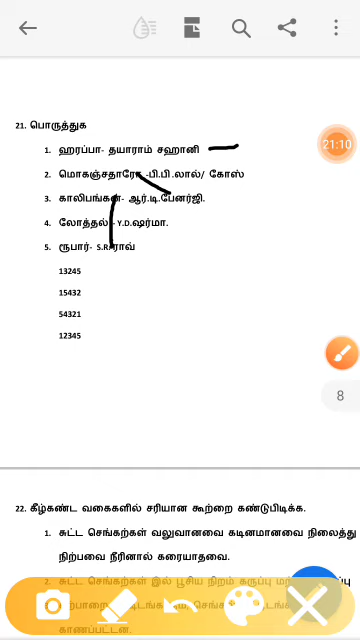 21:10
21. பொருத்துக
1. ஹரப்பா- தயாராம் சஹானி
2. மொகஞ்சதாரோ -பி.பி.லால்/ கோஸ்
3. காலிபங்கன்- ஆர்.டி.பேனர்ஜி.
4. லோத்தல் - Y.D.ஷர்மா.
5. ரூபார்- S.R.ராவ்
13245
15432
54321
12345
8
22. கீழ்கண்ட வகைகளில் சரியான கூற்றை கண்டுபிடிக்க.
1. சுட்ட செங்கற்கள் வலுவானவை கடினமானவை நிலைத்து
நிற்பவை நீரினால் கரையாதவை.
2. சுட்ட செங்கற்கள் இல் பூசிய நிறம் கருப்பு
காணப்பட்டன.